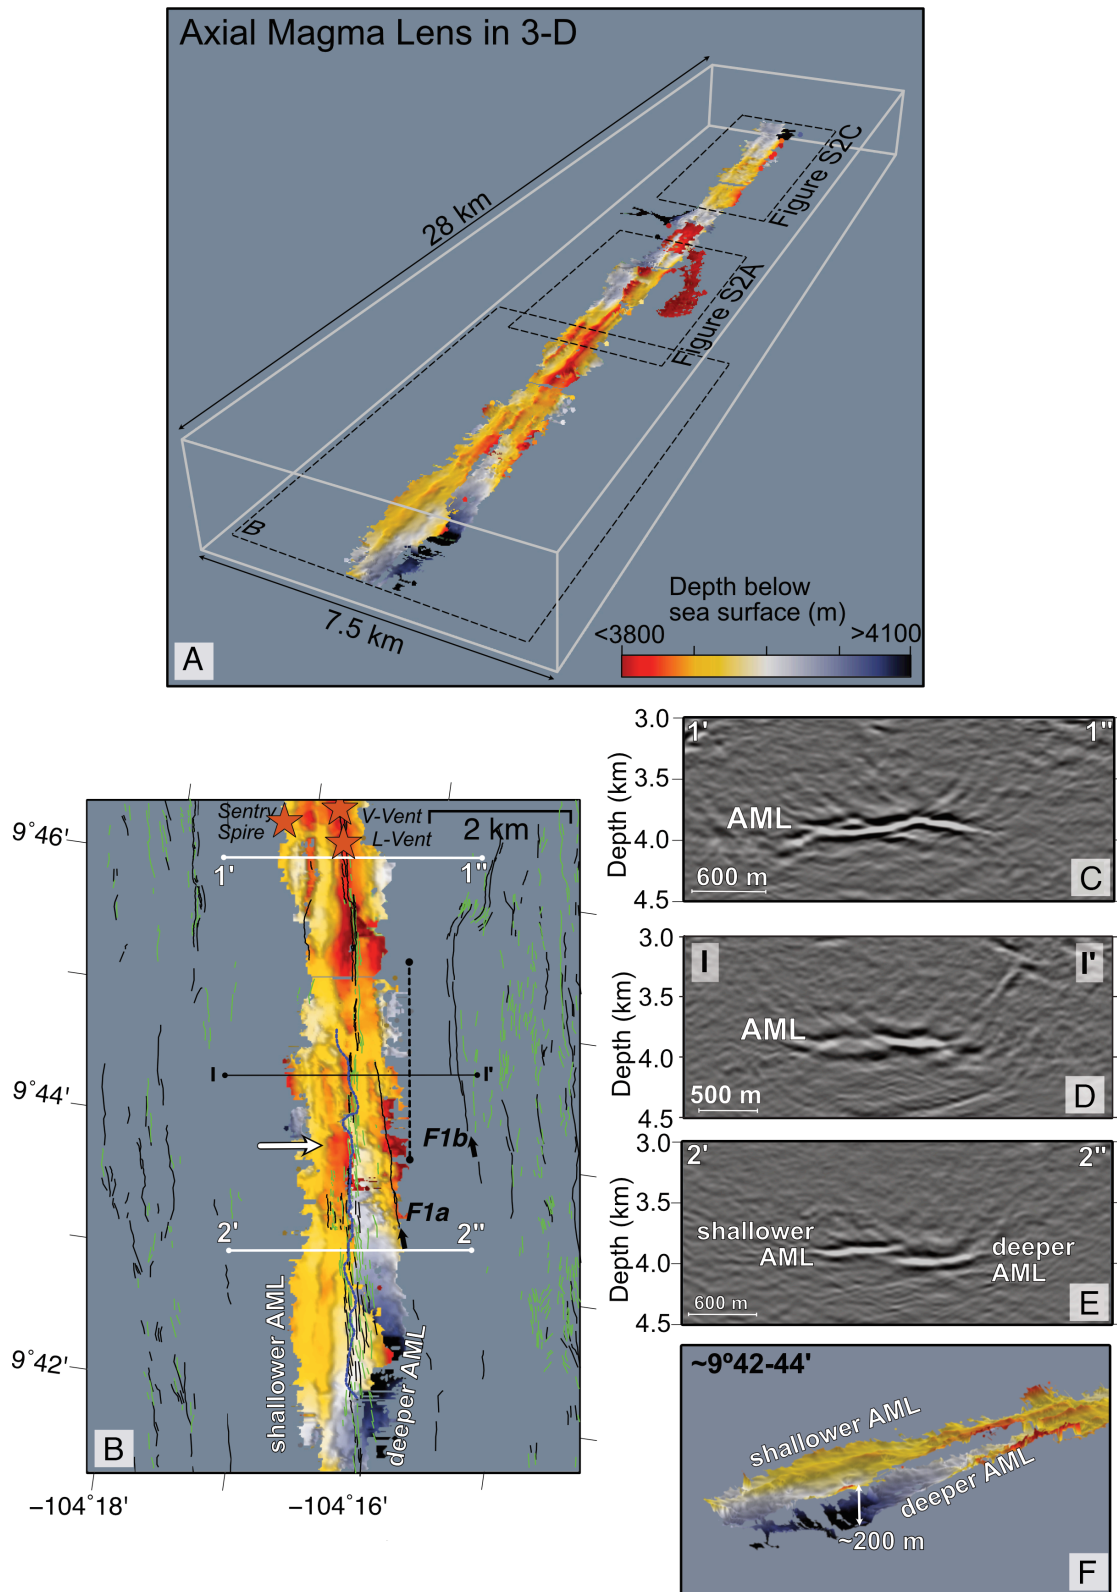 Axial Magma Lens in 3-D
28 km
Figure S2C
Figure S2A
B
7.5 km
Depth below
sea surface (m)
<3800
>4100
A
Sentry
Spire
V-Vent
L-Vent
2 km
9˚46'
1'
1"
I
I'
9˚44'
F1b
F1a
2'
2"
shallower AML
deeper AML
9˚42'
B
−104˚18'
−104˚16'
3.0
3.5
4.0
4.5
Depth (km)
1'
1"
AML
600 m
C
3.0
3.5
4.0
4.5
Depth (km)
I
I'
AML
500 m
D
3.0
3.5
4.0
4.5
Depth (km)
2'
2"
shallower
AML
deeper
AML
600 m
E
~9º42-44'
shallower AML
deeper AML
~200 m
F